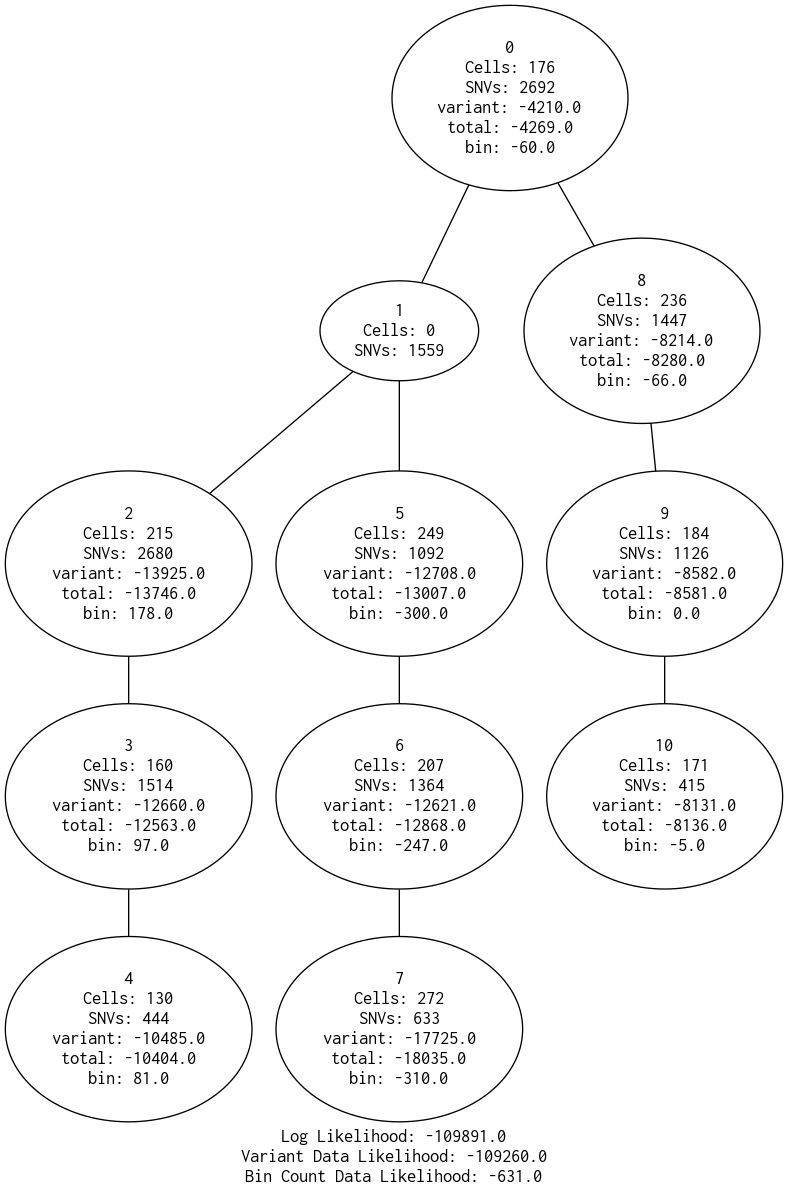 0
Cells: 176
SNVs: 2692
variant: -4210.0
total: -4269.0
bin: -60.0
1
Cells: 0
SNVs: 1559
8
Cells: 236
SNVs: 1447
variant: -8214.0
total: -8280.0
bin: -66.0
2
Cells: 215
SNVs: 2680
variant: -13925.0
total: -13746.0
bin: 178.0
5
Cells: 249
SNVs: 1092
variant: -12708.0
total: -13007.0
bin: -300.0
9
Cells: 184
SNVs: 1126
variant: -8582.0
total: -8581.0
bin: 0.0
3
Cells: 160
SNVs: 1514
variant: -12660.0
total: -12563.0
bin: 97.0
6
Cells: 207
SNVs: 1364
variant: -12621.0
total: -12868.0
bin: -247.0
10
Cells: 171
SNVs: 415
variant: -8131.0
total: -8136.0
bin: -5.0
4
Cells: 130
SNVs: 444
variant: -10485.0
total: -10404.0
bin: 81.0
7
Cells: 272
SNVs: 633
variant: -17725.0
total: -18035.0
bin: -310.0
Log Likelihood: -109891.0
Variant Data Likelihood: -109260.0
Bin Count Data Likelihood: -631.0